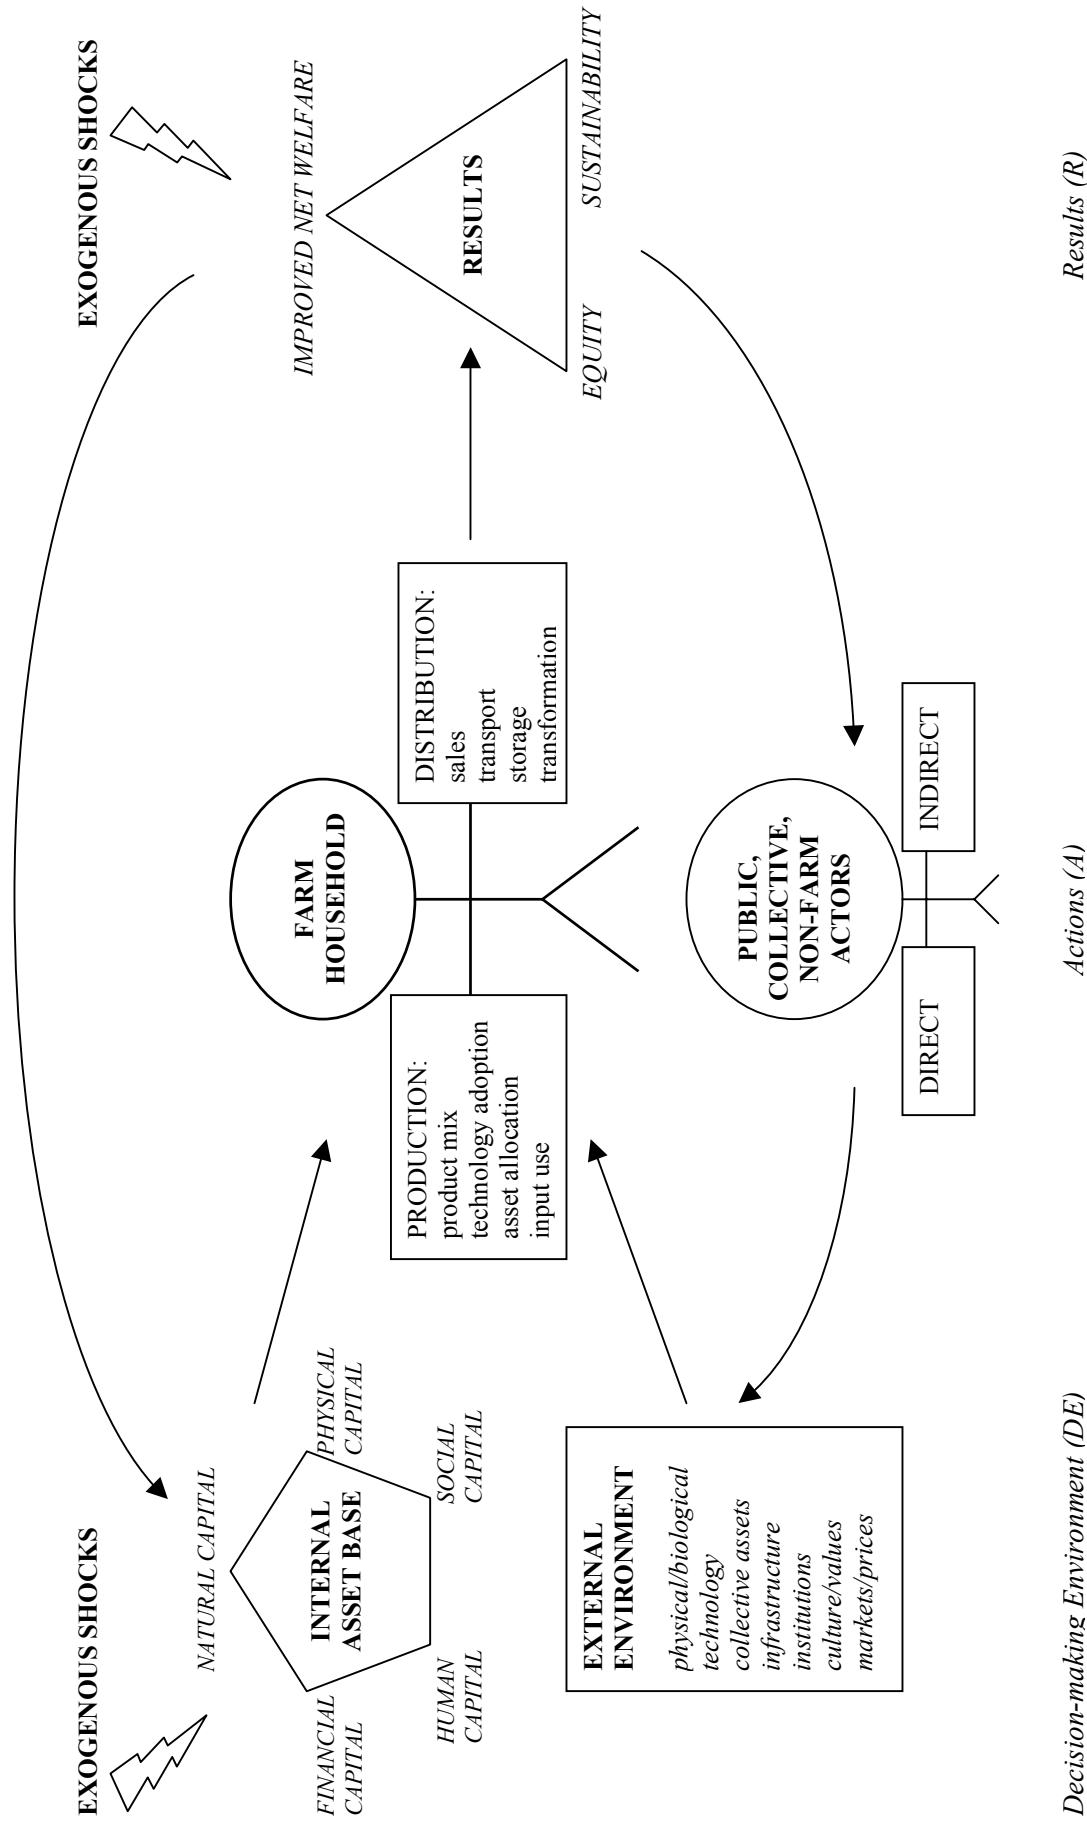 EXOGENOUS SHOCKS
NATURAL CAPITAL
FINANCIAL
CAPITAL
INTERNAL
ASSET BASE
PHYSICAL
CAPITAL
HUMAN
CAPITAL
SOCIAL
CAPITAL
EXTERNAL
ENVIRONMENT
physical/biological
technology
collective assets
infrastructure
institutions
culture/values
markets/prices
Decision-making Environment (DE)
FARM
HOUSEHOLD
PRODUCTION:
product mix
technology adoption
asset allocation
input use
DISTRIBUTION:
sales
transport
storage
transformation
PUBLIC,
COLLECTIVE,
NON-FARM
ACTORS
DIRECT
INDIRECT
Actions (A)
EXOGENOUS SHOCKS
IMPROVED NET WELFARE
RESULTS
EQUITY
SUSTAINABILITY
Results (R)